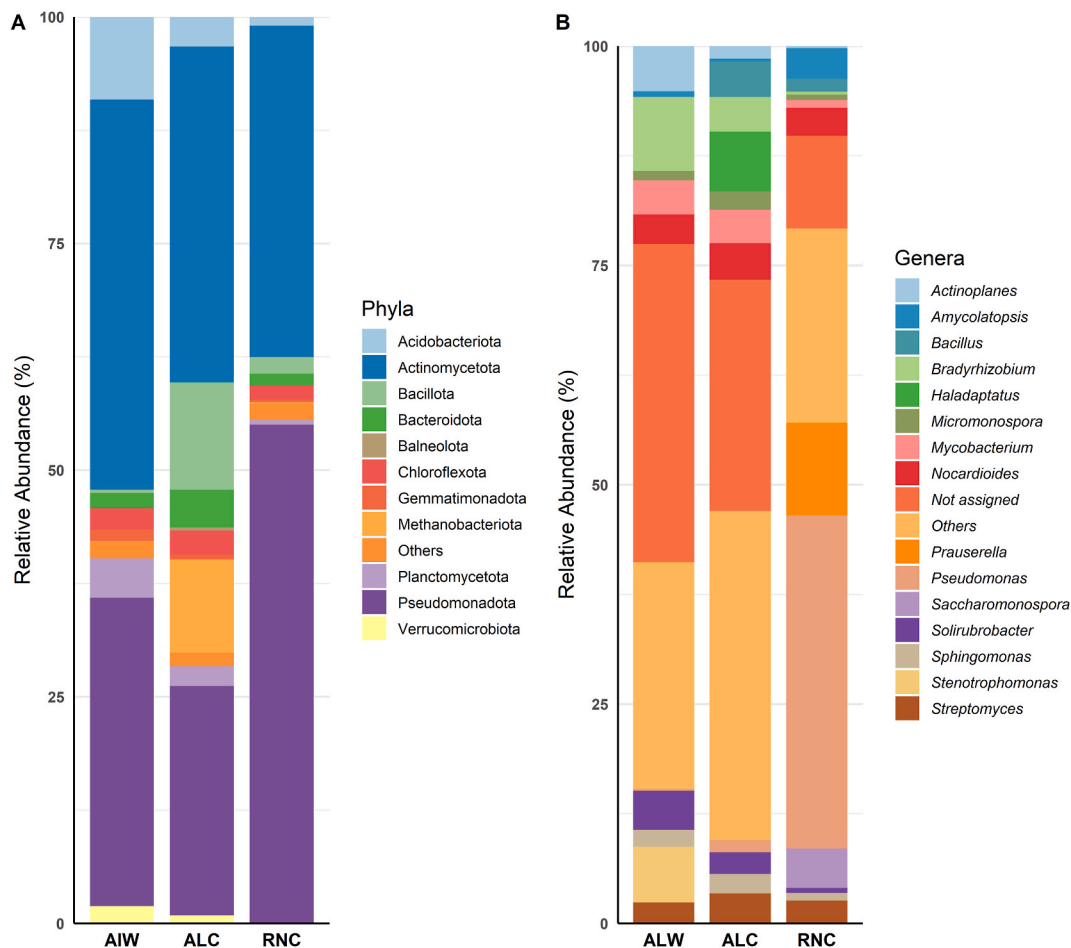 A
100
75
50
25
0
Relative Abundance (%)
AIW ALC RNC
Phyla
Acidobacteriota
Actinomycetota
Bacillota
Bacteroidota
Balneolota
Chloroflexota
Gemmatimonadota
Methanobacteriota
Others
Planctomycetota
Pseudomonadota
Verrucomicrobiota
B
100
75
50
25
0
Relative Abundance (%)
ALW ALC RNC
Genera
Actinoplanes
Amycolatopsis
Bacillus
Bradyrhizobium
Haladaptatus
Micromonospora
Mycobacterium
Nocardioides
Not assigned
Others
Prauserella
Pseudomonas
Saccharomonospora
Solirubrobacter
Sphingomonas
Stenotrophomonas
Streptomyces